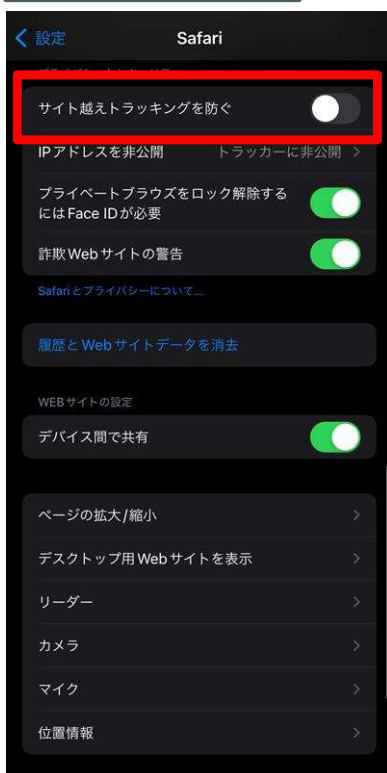 設定
Safari
サイト越えトラッキングを防ぐ
IPアドレスを非公開
トラッカーに非公開
プライベートブラウズをロック解除する
にはFace IDが必要
詐欺Webサイトの警告
Safariとプライバシーについて...
履歴とWebサイトデータを消去
WEBサイトの設定
デバイス間で共有
ページの拡大/縮小
デスクトップ用Webサイトを表示
リーダー
カメラ
マイク
位置情報